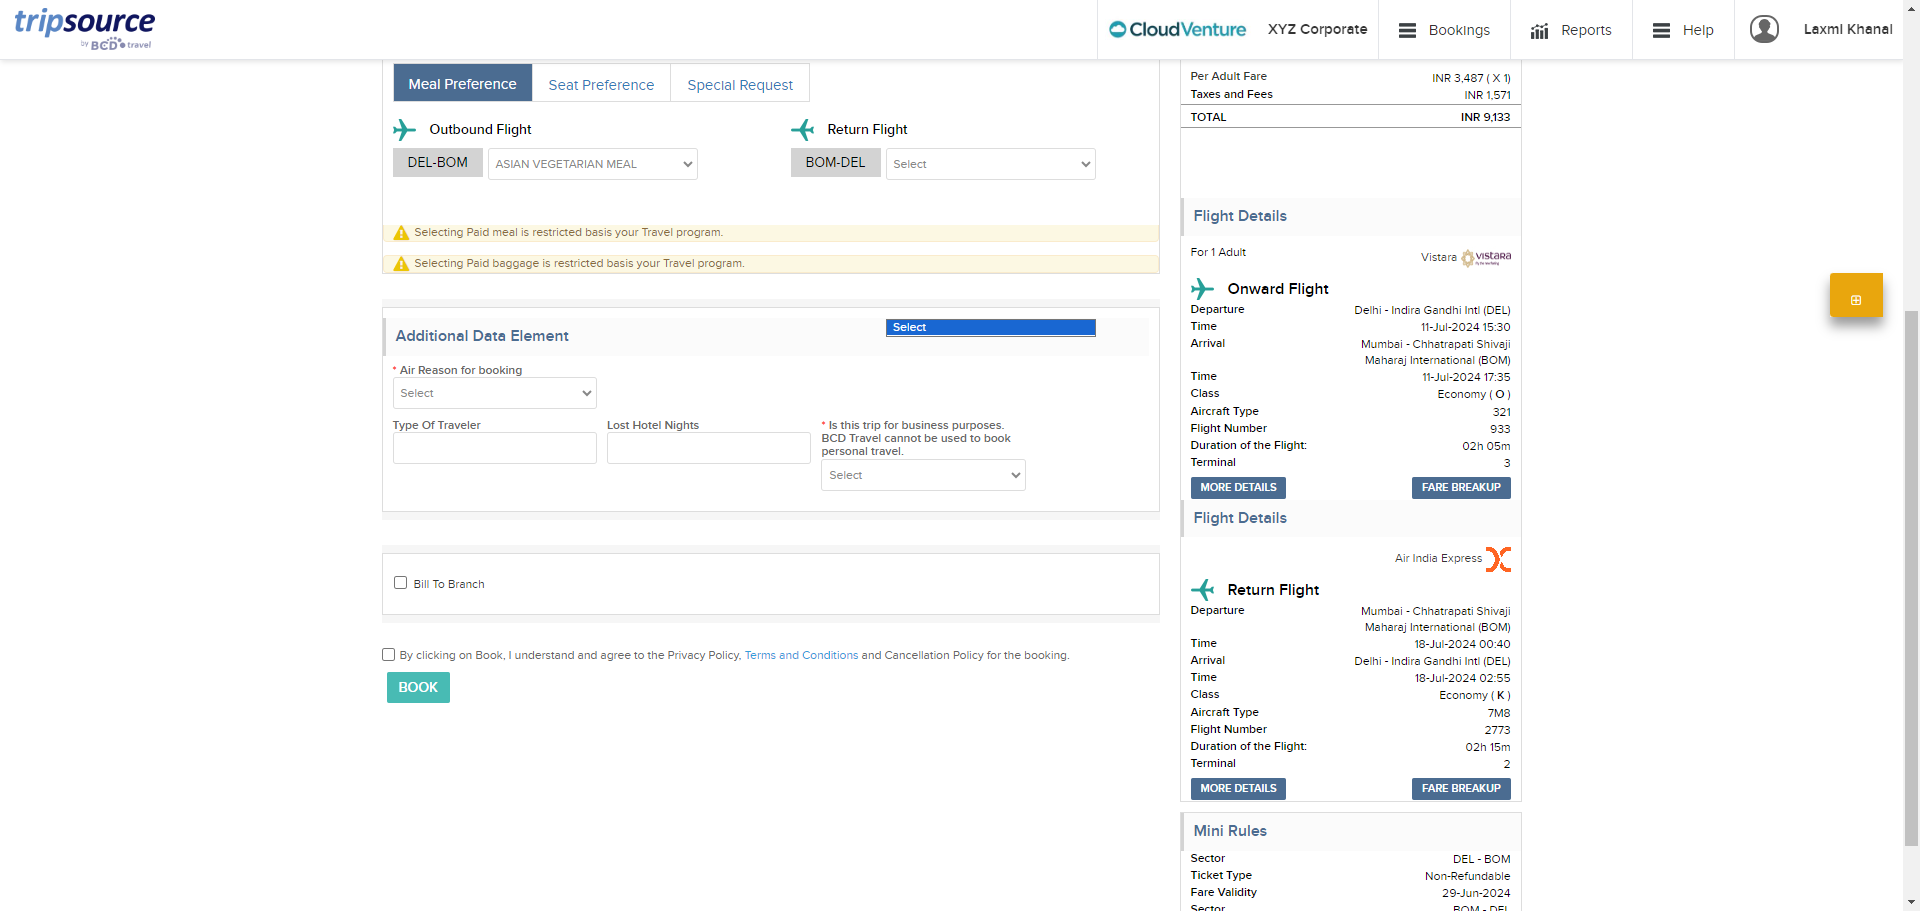 tripsource
by BCD travel
CloudVenture
XYZ Corporate
Bookings
Reports
Help
Laxmi Khanal
Meal Preference
Seat Preference
Special Request
Outbound Flight
Return Flight
DEL-BOM
ASIAN VEGETARIAN MEAL
BOM-DEL
Select
Selecting Paid meal is restricted basis your Travel program.
Selecting Paid baggage is restricted basis your Travel program.
Select
Additional Data Element
* Air Reason for booking
Select
Type Of Traveler
Lost Hotel Nights
* Is this trip for business purposes.
BCD Travel cannot be used to book
personal travel.
Select
Bill To Branch
By clicking on Book, I understand and agree to the Privacy Policy, Terms and Conditions and Cancellation Policy for the booking.
BOOK
Per Adult Fare INR 3,487 ( X 1)
Taxes and Fees INR 1,571
TOTAL INR 9,133
Flight Details
For 1 Adult
Vistara VISTARA
Onward Flight
Departure Delhi - Indira Gandhi Intl (DEL)
Time 11-Jul-2024 15:30
Arrival Mumbai - Chhatrapati Shivaji
Maharaj International (BOM)
Time 11-Jul-2024 17:35
Class Economy ( O )
Aircraft Type 321
Flight Number 933
Duration of the Flight: 02h 05m
Terminal 3
MORE DETAILS
FARE BREAKUP
Flight Details
Air India Express
Return Flight
Departure Mumbai - Chhatrapati Shivaji
Maharaj International (BOM)
Time 18-Jul-2024 00:40
Arrival Delhi - Indira Gandhi Intl (DEL)
Time 18-Jul-2024 02:55
Class Economy ( K )
Aircraft Type 7M8
Flight Number 2773
Duration of the Flight: 02h 15m
Terminal 2
MORE DETAILS
FARE BREAKUP
Mini Rules
Sector DEL - BOM
Ticket Type Non-Refundable
Fare Validity 29-Jun-2024
Sector BOM - DEL